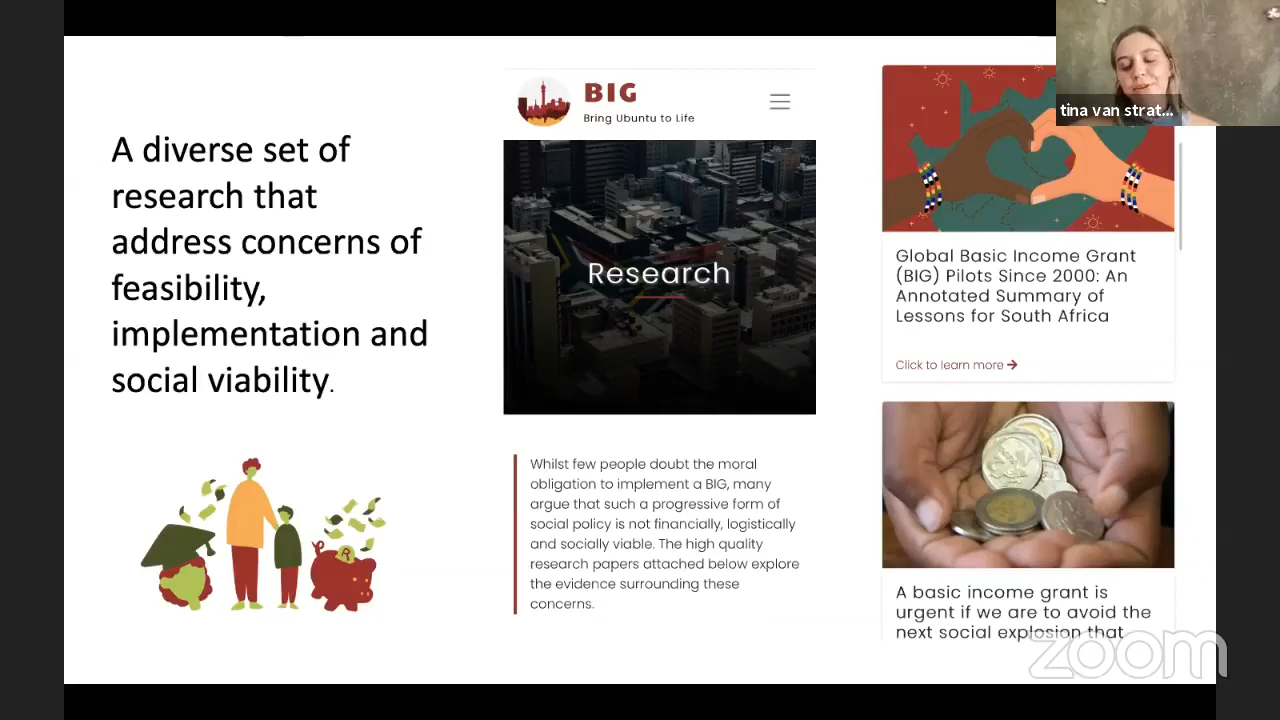 A diverse set of
research that
address concerns of
feasibility,
implementation and
social viability.
BIG
Bring Ubuntu to Life
Research
Whilst few people doubt the moral
obligation to implement a BIG, many
argue that such a progressive form of
social policy is not financially, logistically
and socially viable. The high quality
research papers attached below explore
the evidence surrounding these
concerns.
tina van strat...
Global Basic Income Grant
(BIG) Pilots Since 2000: An
Annotated Summary of
Lessons for South Africa
Click to learn more →
A basic income grant is
urgent if we are to avoid the
next social explosion that
zoom
R